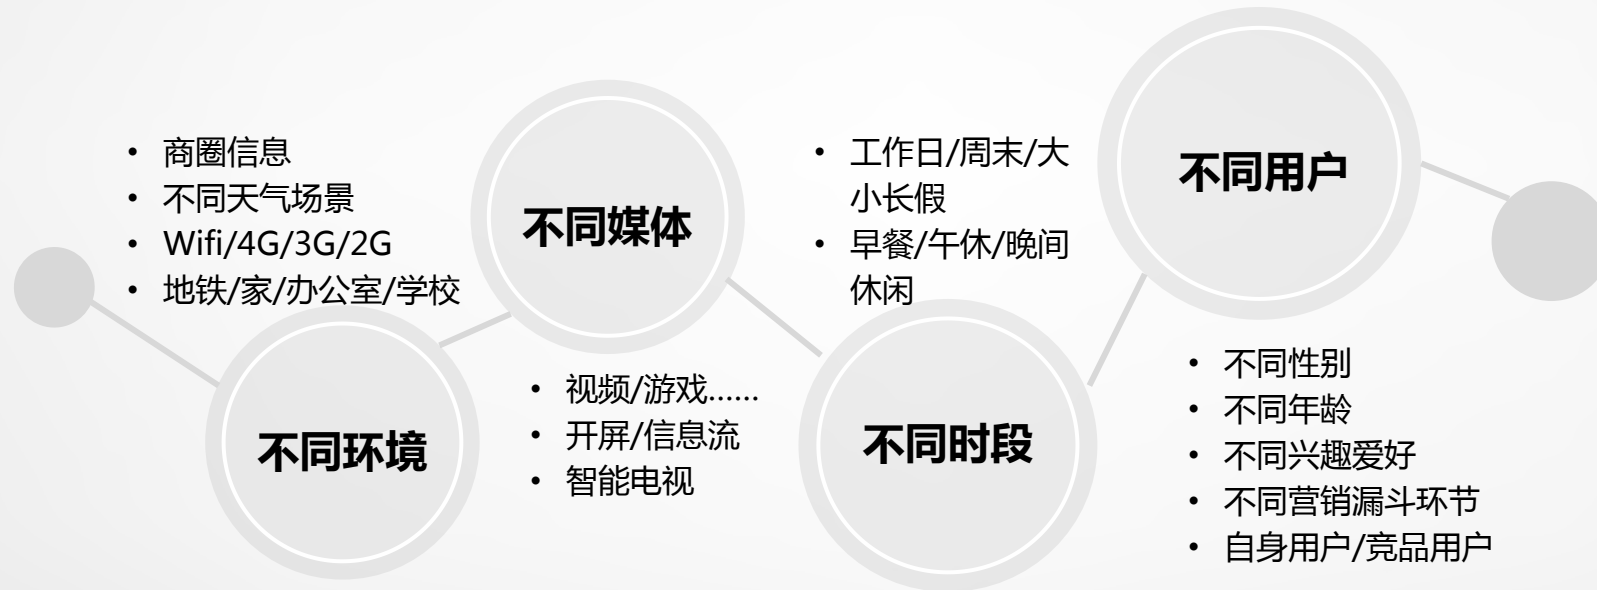 商圈信息
不同天气场景
Wifi/4G/3G/2G
地铁/家/办公室/学校
不同环境
不同媒体
视频/游戏……
开屏/信息流
智能电视
工作日/周末/大
小长假
早餐/午休/晚间
休闲
不同时段
不同用户
不同性别
不同年龄
不同兴趣爱好
不同营销漏斗环节
自身用户/竞品用户